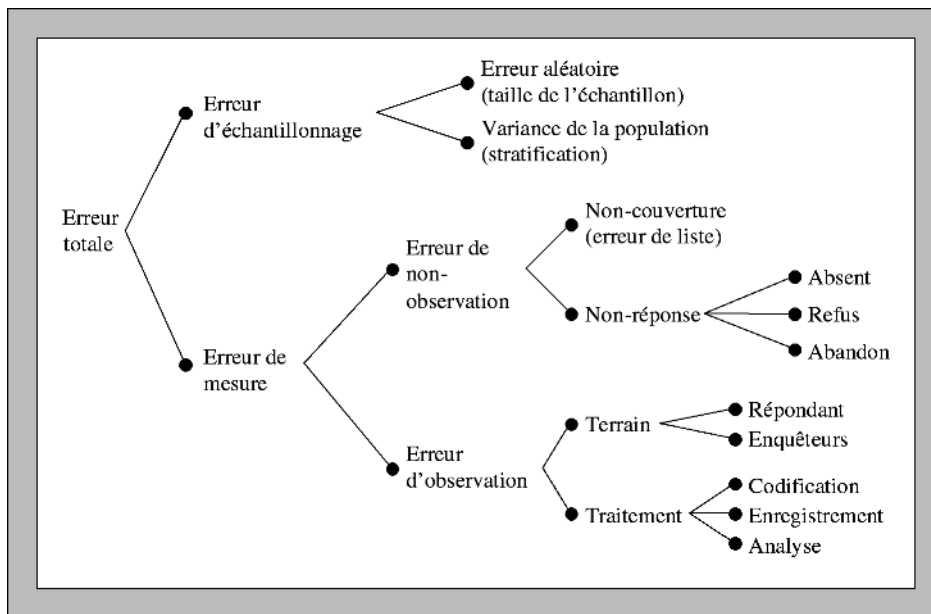 Erreur aléatoire
(taille de l'échantillon)
Erreur
d'échantillonnage
Variance de la population
(stratification)
Erreur
totale
Non-couverture
(erreur de liste)
Erreur de
non-
observation
Absent
Non-réponse
Refus
Abandon
Erreur de
mesure
Répondant
Terrain
Enquêteurs
Erreur
d'observation
Codification
Traitement
Enregistrement
Analyse